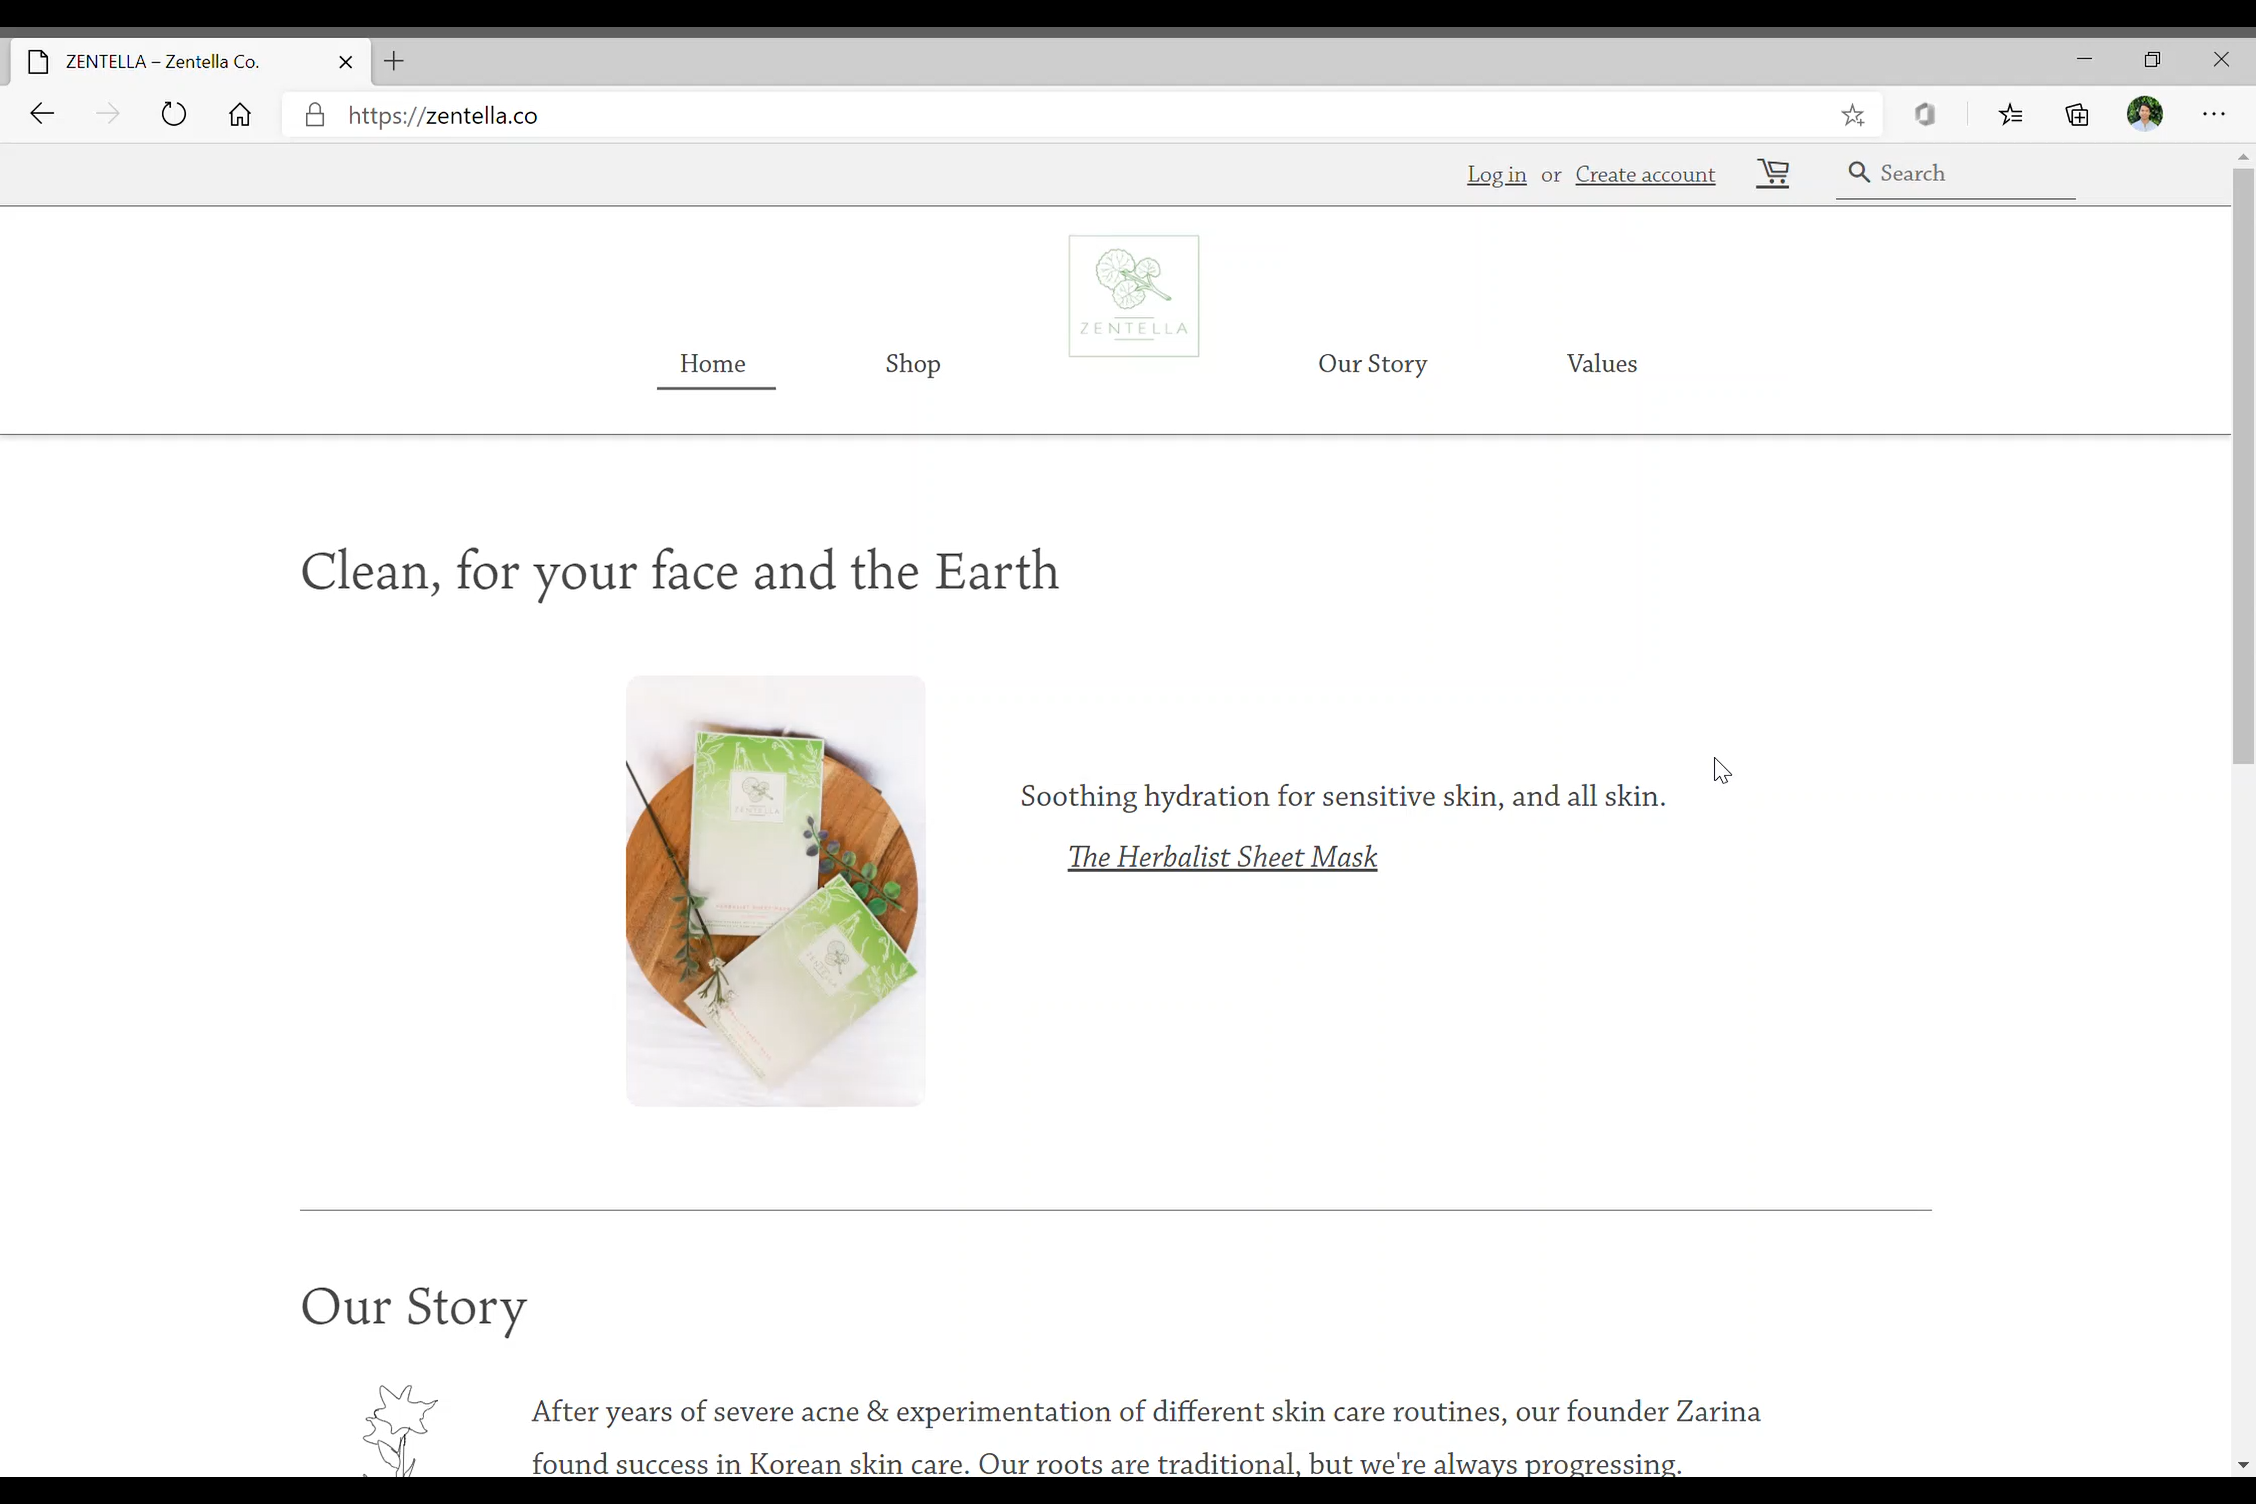 ZENTELLA – Zentella Co.
https://zentella.co
Log in or Create account
Search
ZENTELLA
Home
Shop
Our Story
Values
Clean, for your face and the Earth
ZENTELLA
Soothing hydration for sensitive skin, and all skin.
The Herbalist Sheet Mask
Our Story
After years of severe acne & experimentation of different skin care routines, our founder Zarina
found success in Korean skin care. Our roots are traditional, but we're always progressing.